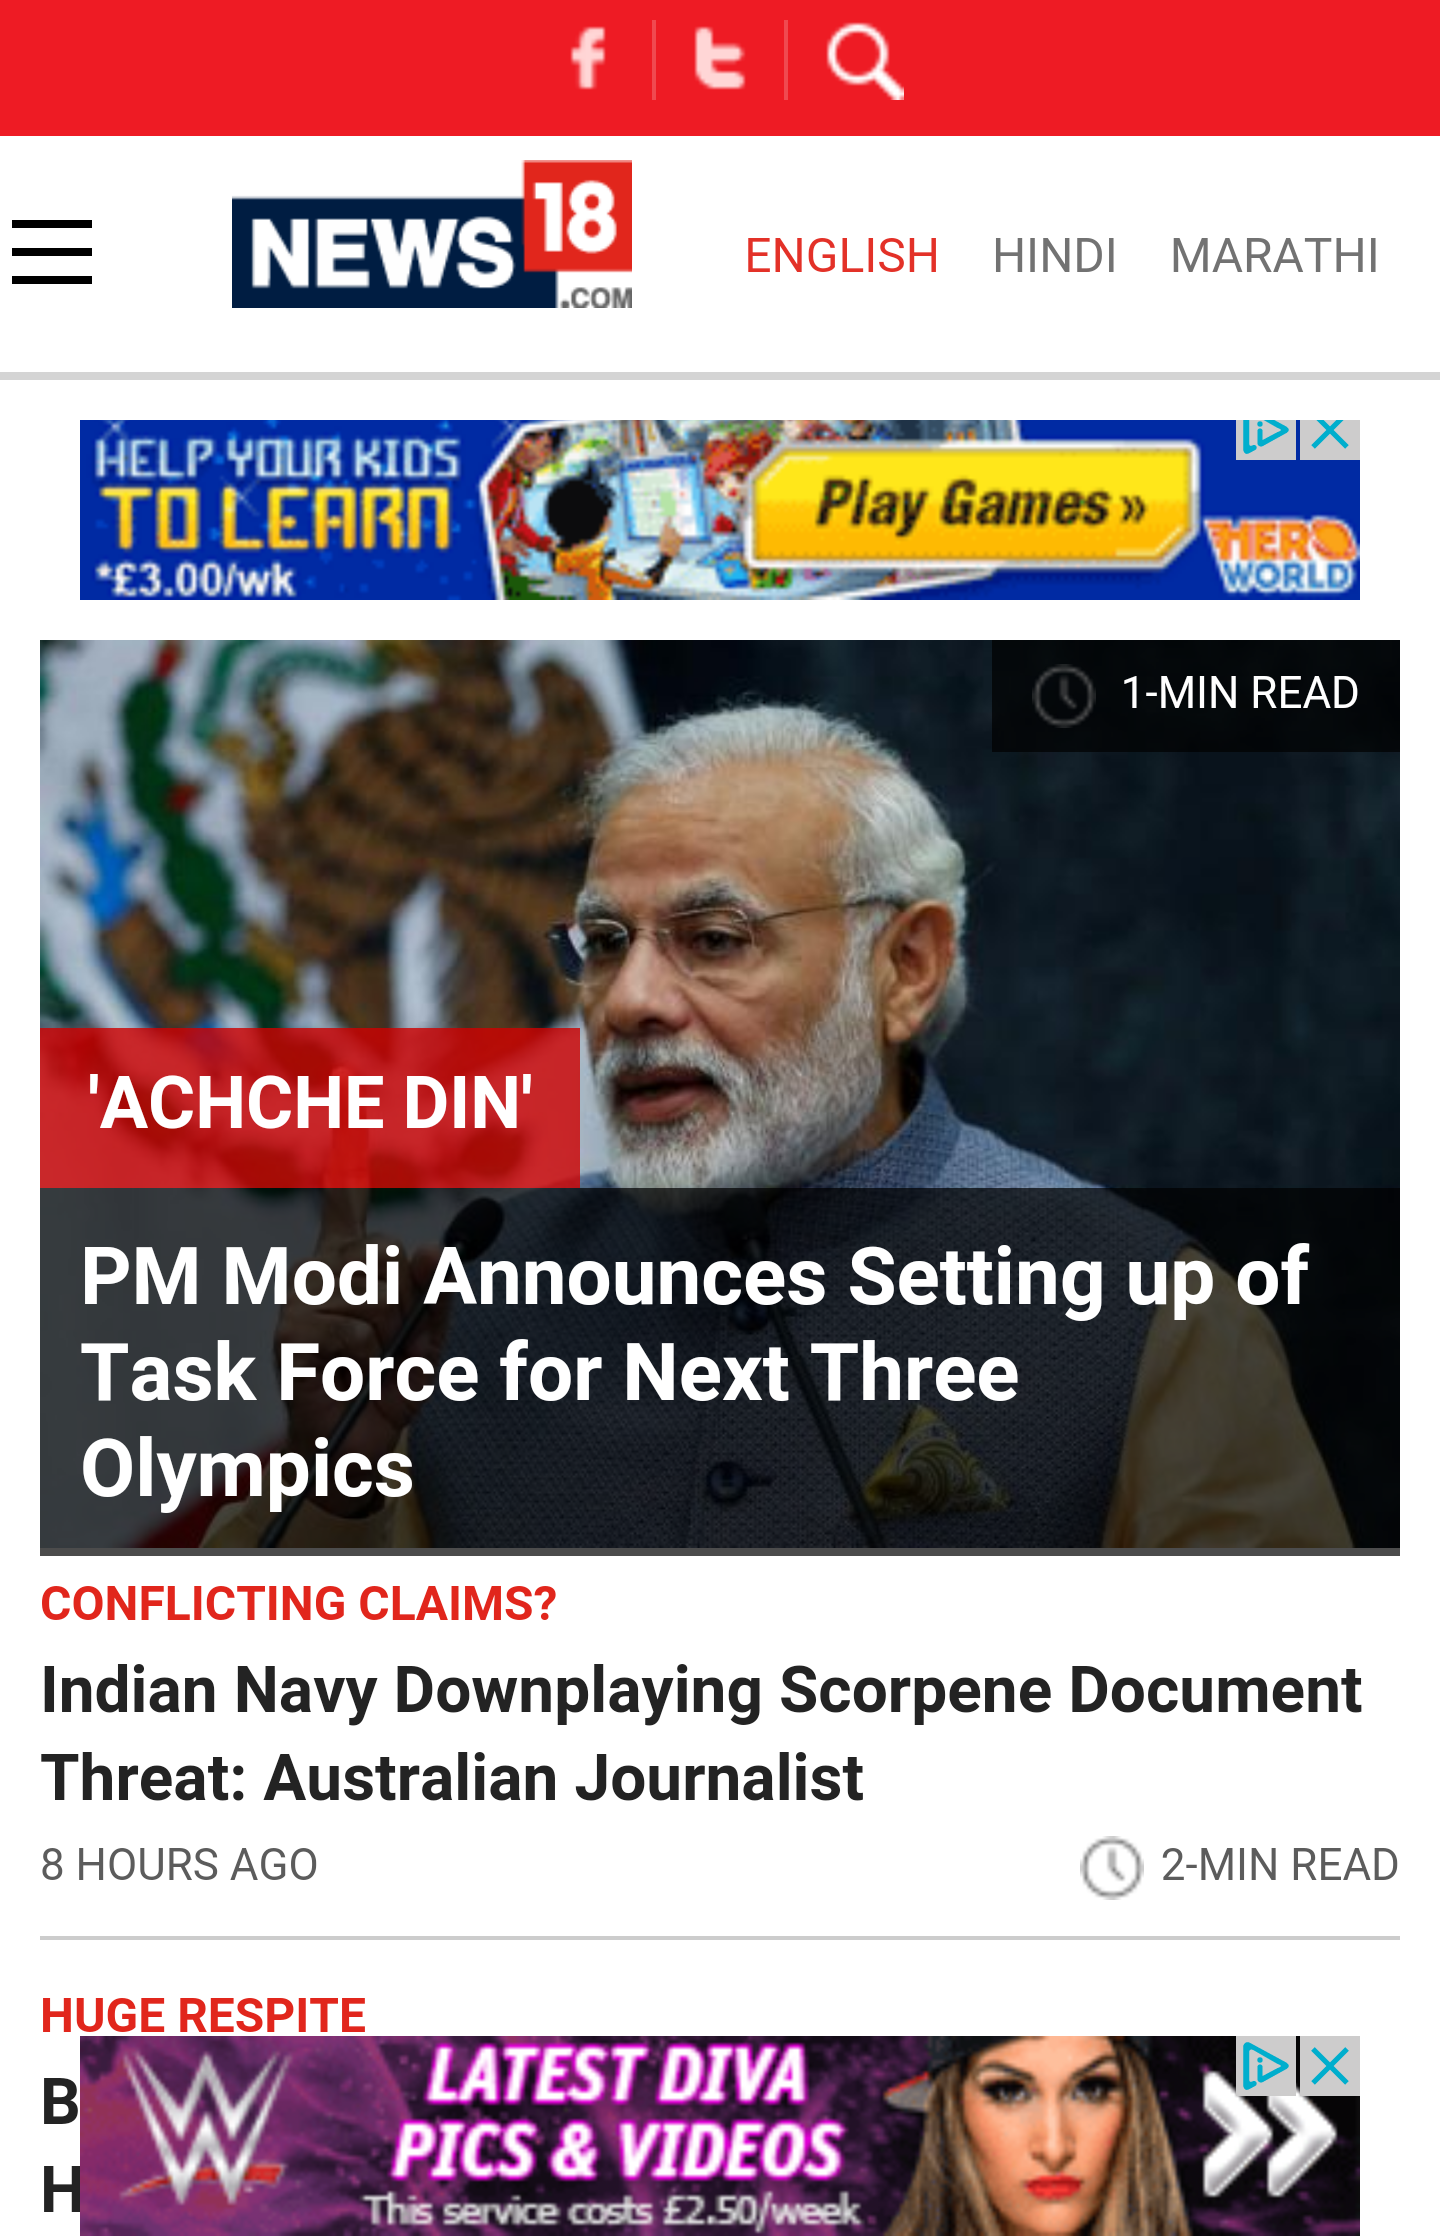 NEWS 18
.COM
ENGLISH HINDI MARATHI
HELP YOUR KIDS
TO LEARN
*£3.00/wk
Play Games »
HERO
WORLD
1-MIN READ
'ACHCHE DIN'
PM Modi Announces Setting up of
Task Force for Next Three
Olympics
CONFLICTING CLAIMS?
Indian Navy Downplaying Scorpene Document
Threat: Australian Journalist
8 HOURS AGO
2-MIN READ
HUGE RESPITE
B
H
W
LATEST DIVA
PICS & VIDEOS
This service costs £2.50/week